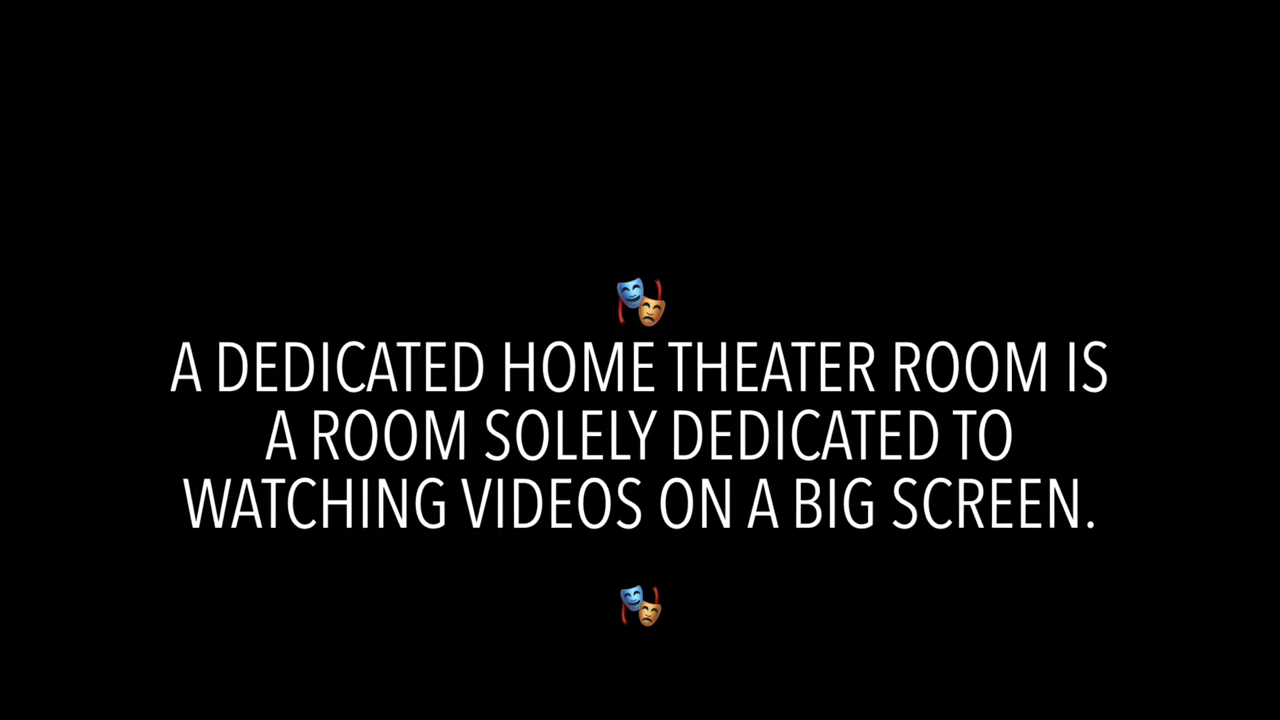 A DEDICATED HOME THEATER ROOM IS
A ROOM SOLELY DEDICATED TO
WATCHING VIDEOS ON A BIG SCREEN.